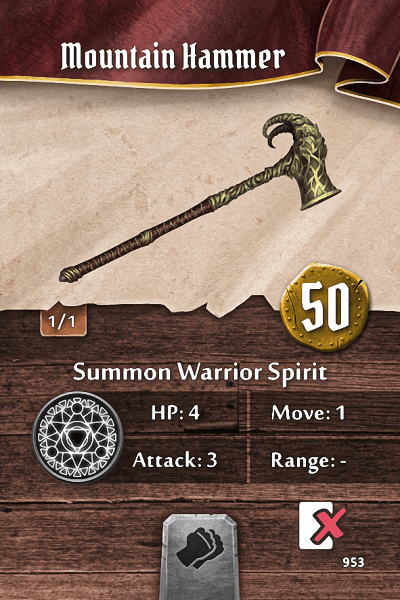 Mountain Hammer
1/1
50
Summon Warrior Spirit
HP: 4
Move: 1
Attack: 3
Range: -
953